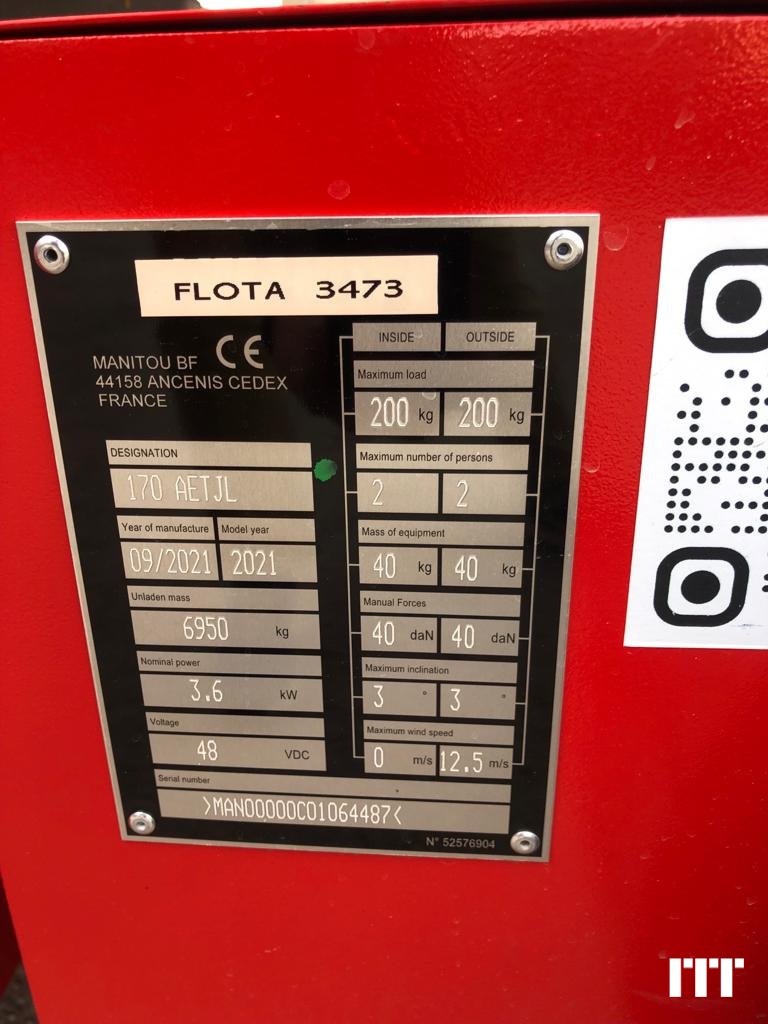 FLOTA 3473
MANITOU BF CE
44158 ANCENIS CEDEX
FRANCE
DESIGNATION
170 AETJL
Year of manufacture Model year
09/2021 2021
Unladen mass
6950 kg
Nominal power
3.6 kW
Voltage
48 VDC
INSIDE OUTSIDE
Maximum load
200 kg 200 kg
Maximum number of persons
2 2
Mass of equipment
40 kg 40 kg
Manual Forces
40 daN 40 daN
Maximum inclination
3 ° 3 °
Maximum wind speed
0 m/s 12.5 m/s
Serial number
>MAN00000C01064487<
N° 52576904
ITT